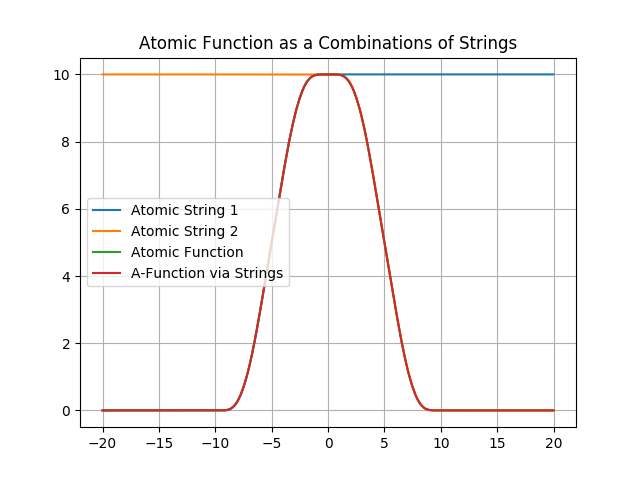 Atomic Function as a Combinations of Strings
10
8
6
4
2
0
Atomic String 1
Atomic String 2
Atomic Function
A-Function via Strings
−20 −15 −10 −5 0 5 10 15 20